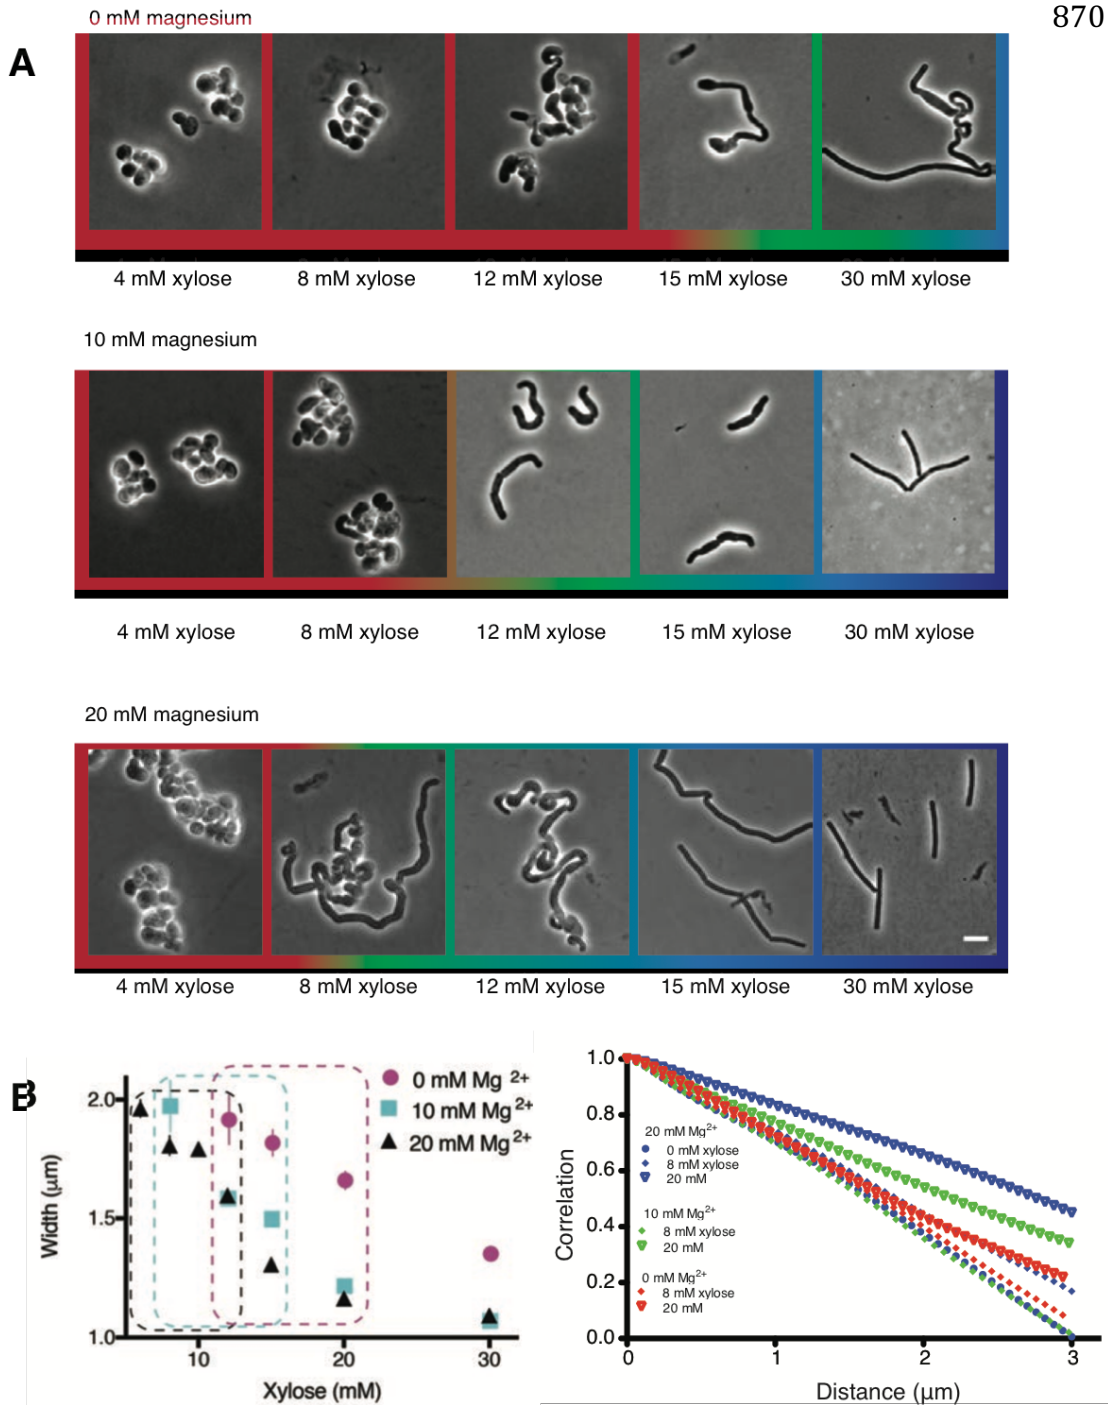 870
0 mM magnesium
A
4 mM xylose 8 mM xylose 12 mM xylose 15 mM xylose 30 mM xylose
10 mM magnesium
4 mM xylose 8 mM xylose 12 mM xylose 15 mM xylose 30 mM xylose
20 mM magnesium
4 mM xylose 8 mM xylose 12 mM xylose 15 mM xylose 30 mM xylose
B
Width (µm)
2.0
1.5
1.0
10 20 30
Xylose (mM)
0 mM Mg 2+
10 mM Mg 2+
20 mM Mg 2+
Correlation
1.0
0.8
0.6
0.4
0.2
0.0
20 mM Mg2+
0 mM xylose
8 mM xylose
20 mM
10 mM Mg2+
8 mM xylose
20 mM
0 mM Mg2+
8 mM xylose
20 mM
0 1 2 3
Distance (µm)